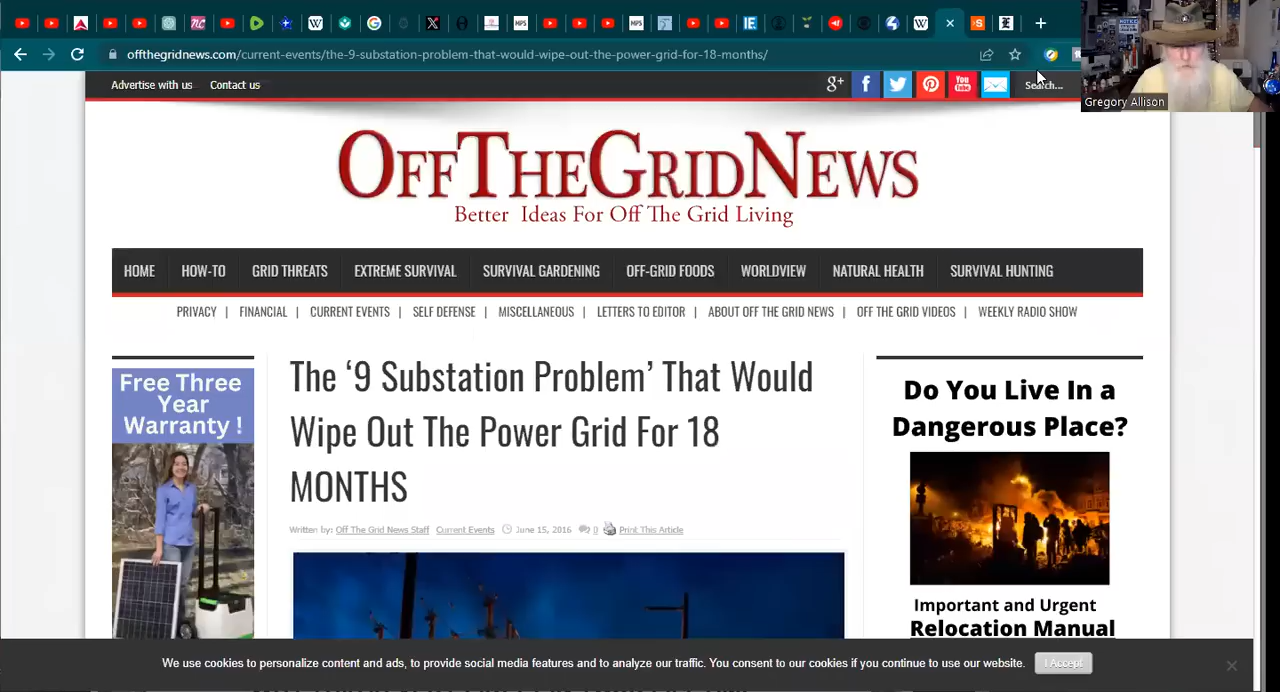 offthegridnews.com/current-events/the-9-substation-problem-that-would-wipe-out-the-power-grid-for-18-months/
Advertise with us Contact us
Search...
Gregory Allison
OFFTHEGRIDNEWS
Better Ideas For Off The Grid Living
HOME HOW-TO GRID THREATS EXTREME SURVIVAL SURVIVAL GARDENING OFF-GRID FOODS WORLDVIEW NATURAL HEALTH SURVIVAL HUNTING
PRIVACY | FINANCIAL | CURRENT EVENTS | SELF DEFENSE | MISCELLANEOUS | LETTERS TO EDITOR | ABOUT OFF THE GRID NEWS | OFF THE GRID VIDEOS | WEEKLY RADIO SHOW
Free Three
Year
Warranty !
The ‘9 Substation Problem’ That Would
Wipe Out The Power Grid For 18
MONTHS
Written by: Off The Grid News Staff Current Events June 15, 2016 0 Print This Article
Do You Live In a
Dangerous Place?
Important and Urgent
Relocation Manual
We use cookies to personalize content and ads, to provide social media features and to analyze our traffic. You consent to our cookies if you continue to use our website. I Accept